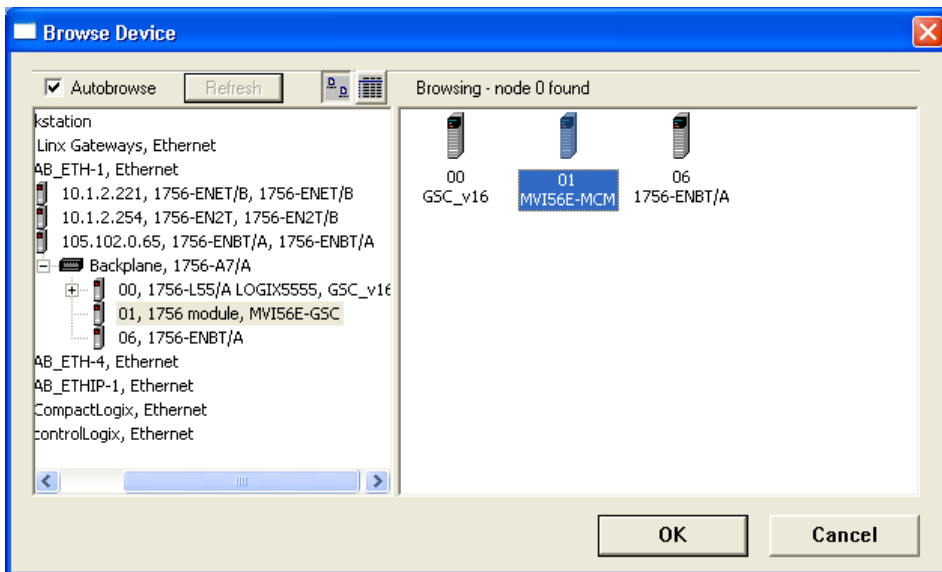 Browse Device
Autobrowse
Refresh
Browsing - node 0 found
kstation
Linx Gateways, Ethernet
AB_ETH-1, Ethernet
10.1.2.221, 1756-ENET/B, 1756-ENET/B
10.1.2.254, 1756-EN2T, 1756-EN2T/B
105.102.0.65, 1756-ENBT/A, 1756-ENBT/A
Backplane, 1756-A7/A
00, 1756-L55/A LOGIX5555, GSC_v16
01, 1756 module, MVI56E-GSC
06, 1756-ENBT/A
AB_ETH-4, Ethernet
AB_ETHIP-1, Ethernet
CompactLogix, Ethernet
controlLogix, Ethernet
00
GSC_v16
01
MVI56E-MCM
06
1756-ENBT/A
OK
Cancel